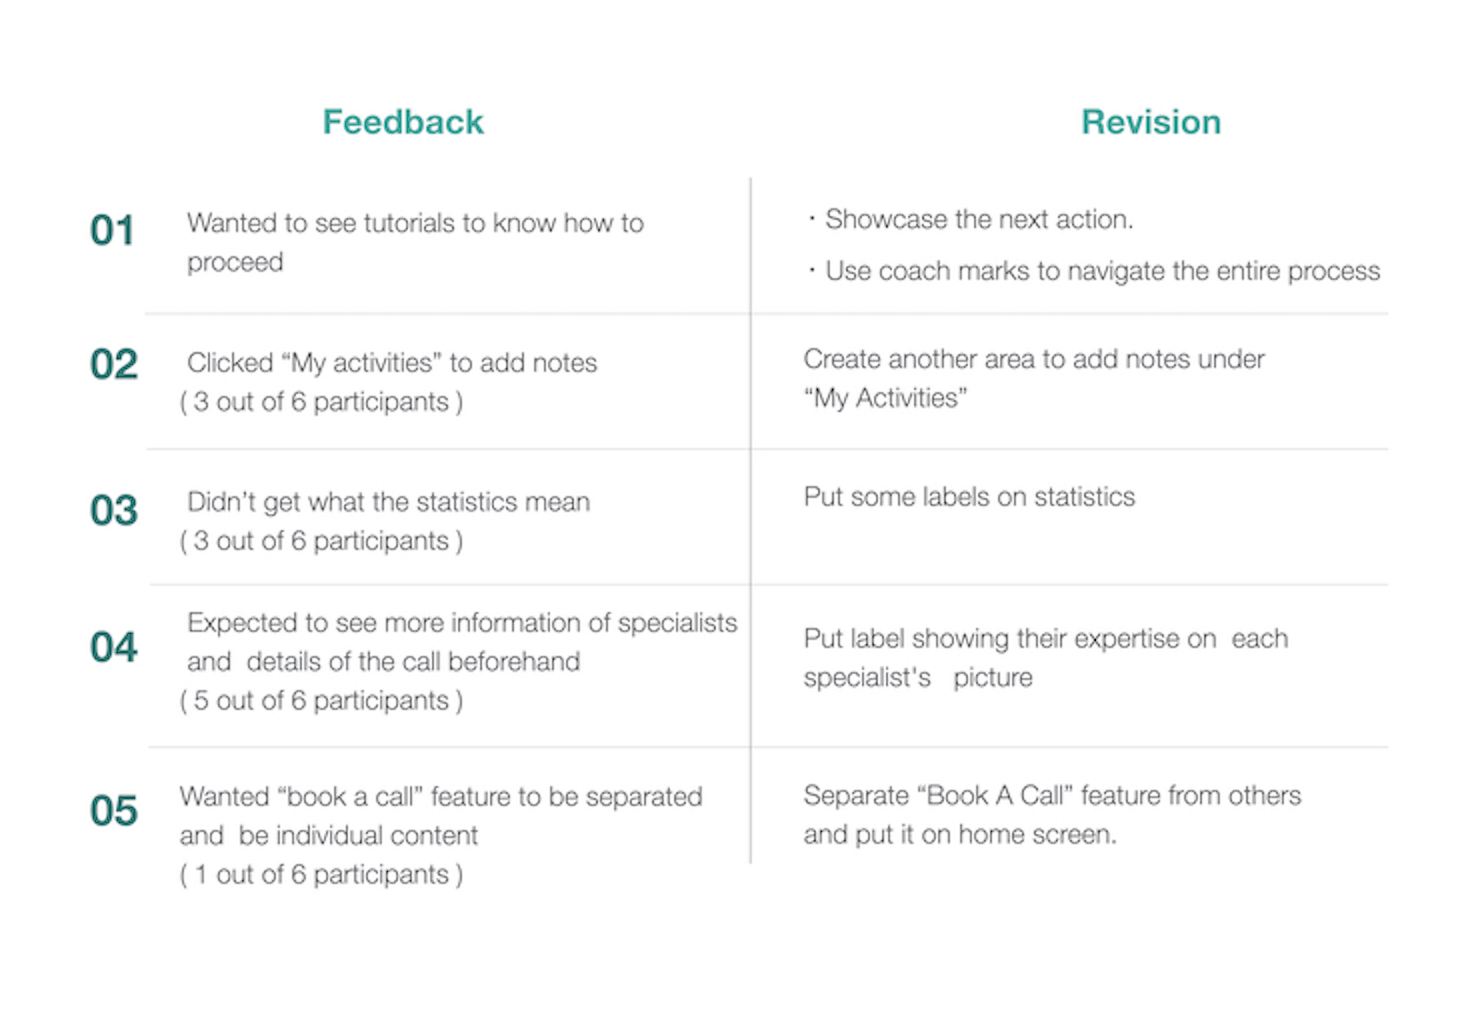 Feedback
Revision
01
Wanted to see tutorials to know how to
proceed
· Showcase the next action.
· Use coach marks to navigate the entire process
02
Clicked “My activities” to add notes
( 3 out of 6 participants )
Create another area to add notes under
“My Activities”
03
Didn’t get what the statistics mean
( 3 out of 6 participants )
Put some labels on statistics
04
Expected to see more information of specialists
and details of the call beforehand
( 5 out of 6 participants )
Put label showing their expertise on each
specialist's picture
05
Wanted “book a call” feature to be separated
and be individual content
( 1 out of 6 participants )
Separate “Book A Call” feature from others
and put it on home screen.